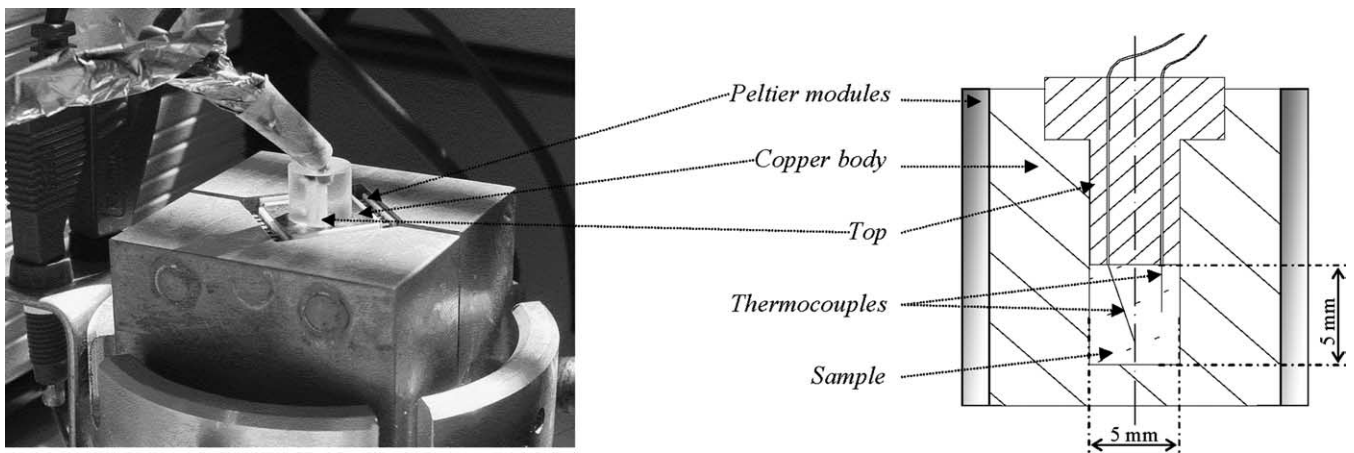 Peltier modules
Copper body
Top
Thermocouples
Sample
5 mm
5 mm